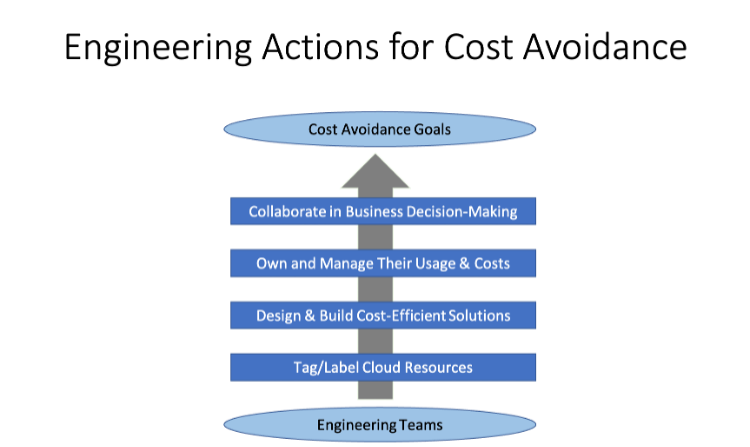 Engineering Actions for Cost Avoidance
Cost Avoidance Goals
Collaborate in Business Decision-Making
Own and Manage Their Usage & Costs
Design & Build Cost-Efficient Solutions
Tag/Label Cloud Resources
Engineering Teams